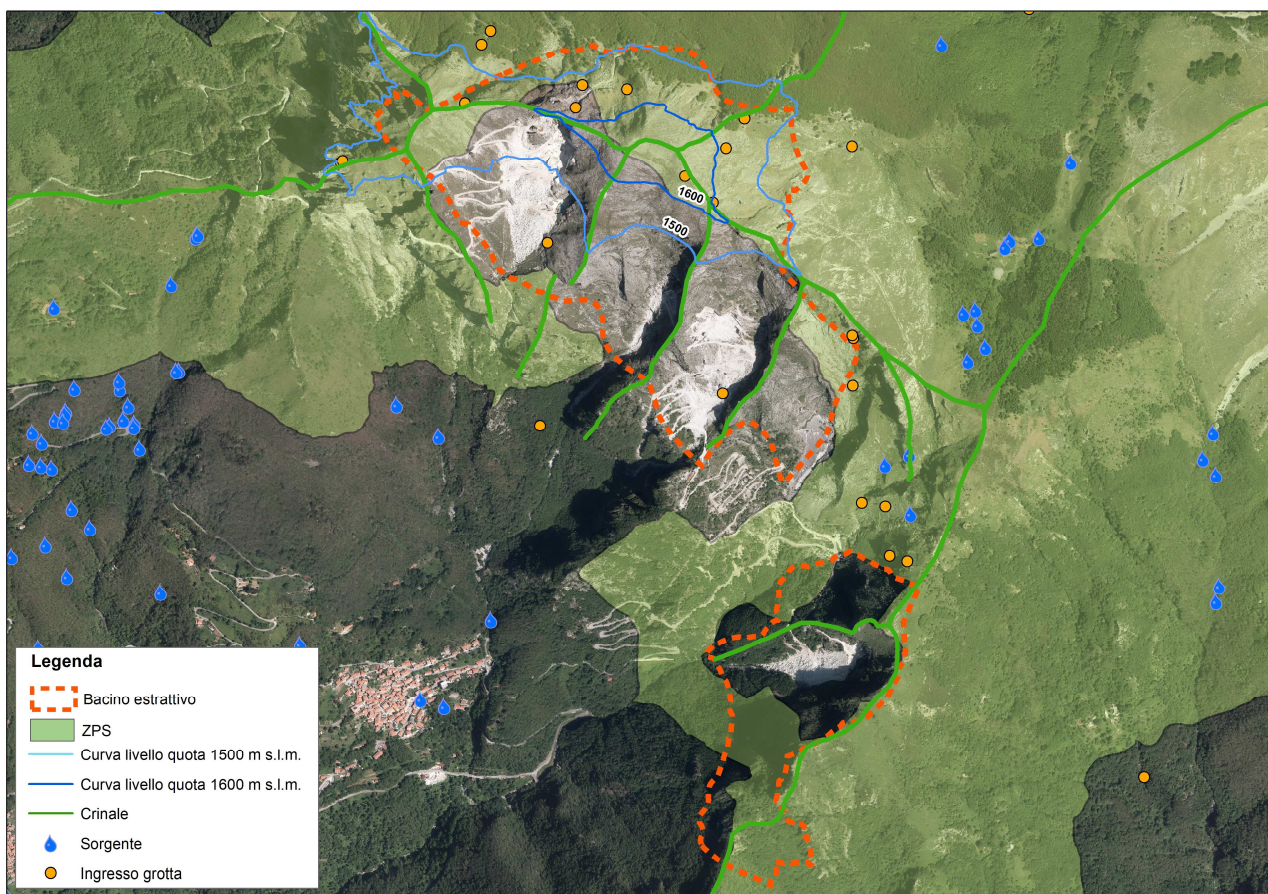 1600
1500
Legenda
Bacino estrattivo
ZPS
Curva livello quota 1500 m s.l.m.
Curva livello quota 1600 m s.l.m.
Crinale
Sorgente
Ingresso grotta